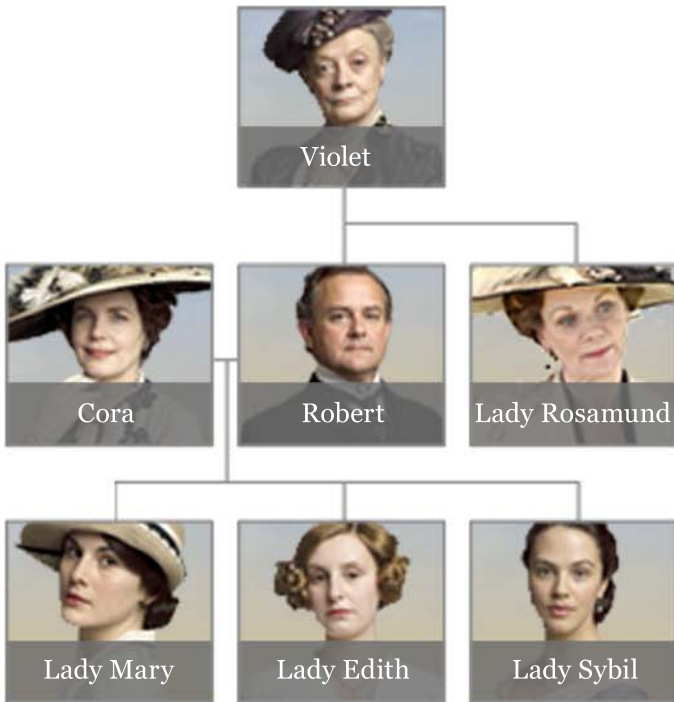 Violet
Cora
Robert
Lady Rosamund
Lady Mary
Lady Edith
Lady Sybil